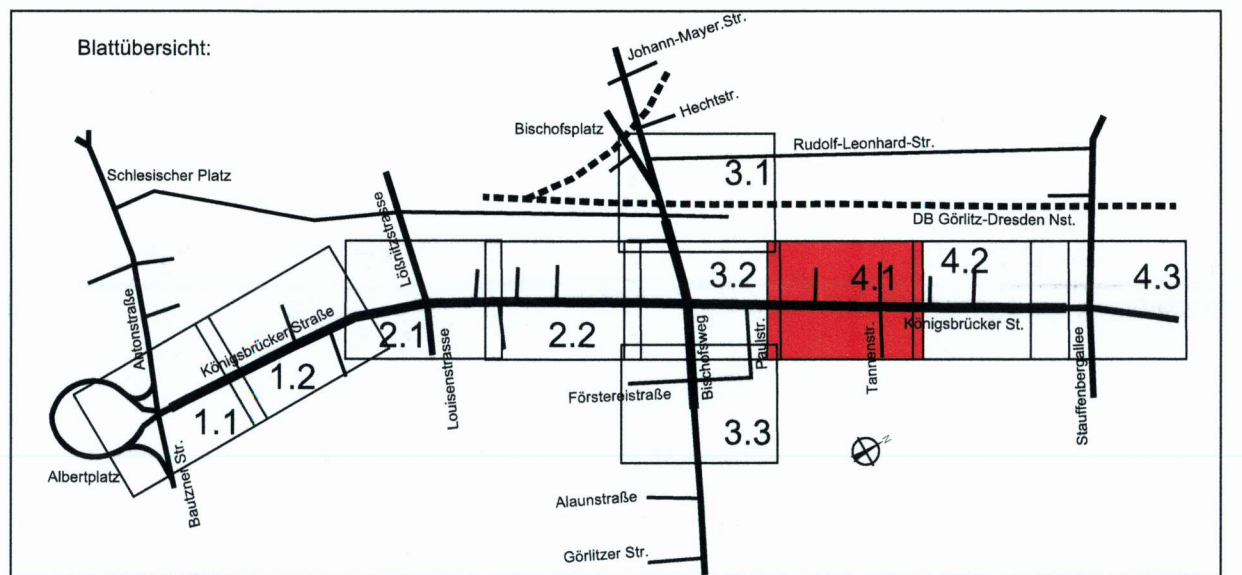 Blattübersicht:
Johann-Mayer.Str.
Hechtstr.
Bischofsplatz
Rudolf-Leonhard-Str.
Schlesischer Platz
3.1
DB Görlitz-Dresden Nst.
Lößnitzstrasse
3.2
4.1
4.2
4.3
Antonstraße
Königsbrücker Straße
2.1
2.2
Königsbrücker St.
1.2
Louisenstrasse
Bischofsweg
Paulstr.
Tannenstr.
Stauffenbergallee
Förstereistraße
1.1
3.3
N
Albertplatz
Bautzner Str.
Alaunstraße
Görlitzer Str.